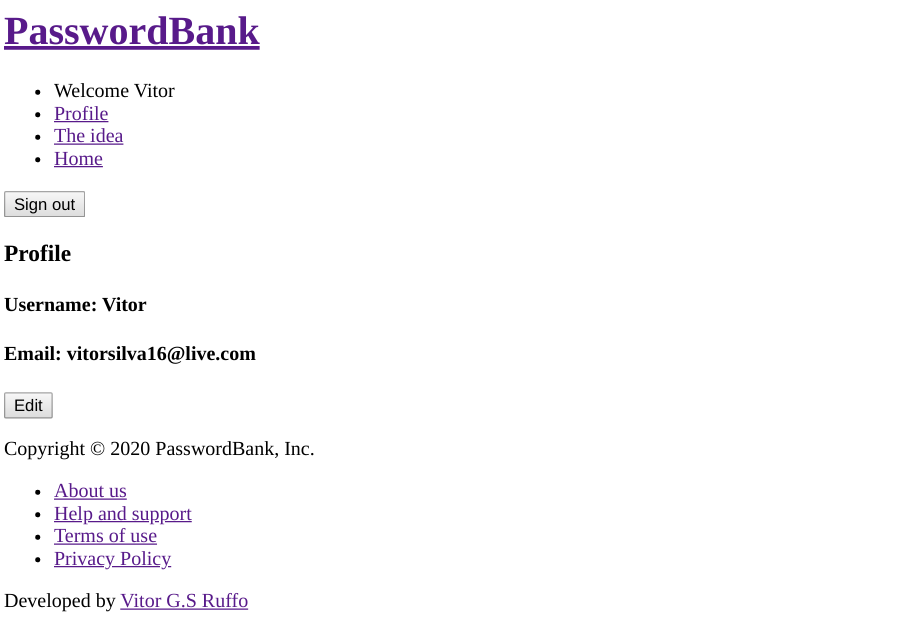 PasswordBank
Welcome Vitor
Profile
The idea
Home
Sign out
Profile
Username: Vitor
Email: vitorsilva16@live.com
Edit
Copyright © 2020 PasswordBank, Inc.
About us
Help and support
Terms of use
Privacy Policy
Developed by Vitor G.S Ruffo